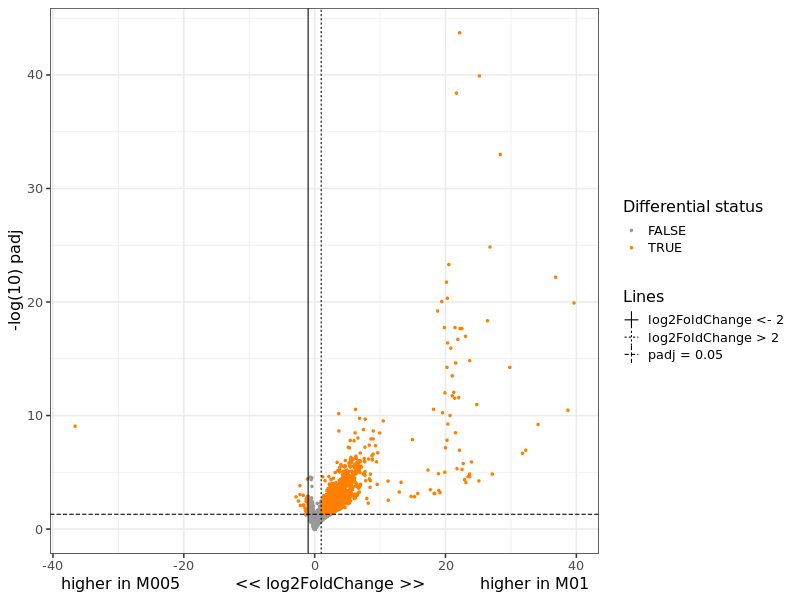 40
30
20
10
0
-log(10) padj
-40
-20
0
20
40
higher in M005
<< log2FoldChange >>
higher in M01
Differential status
FALSE
TRUE
Lines
log2FoldChange <- 2
log2FoldChange > 2
padj = 0.05